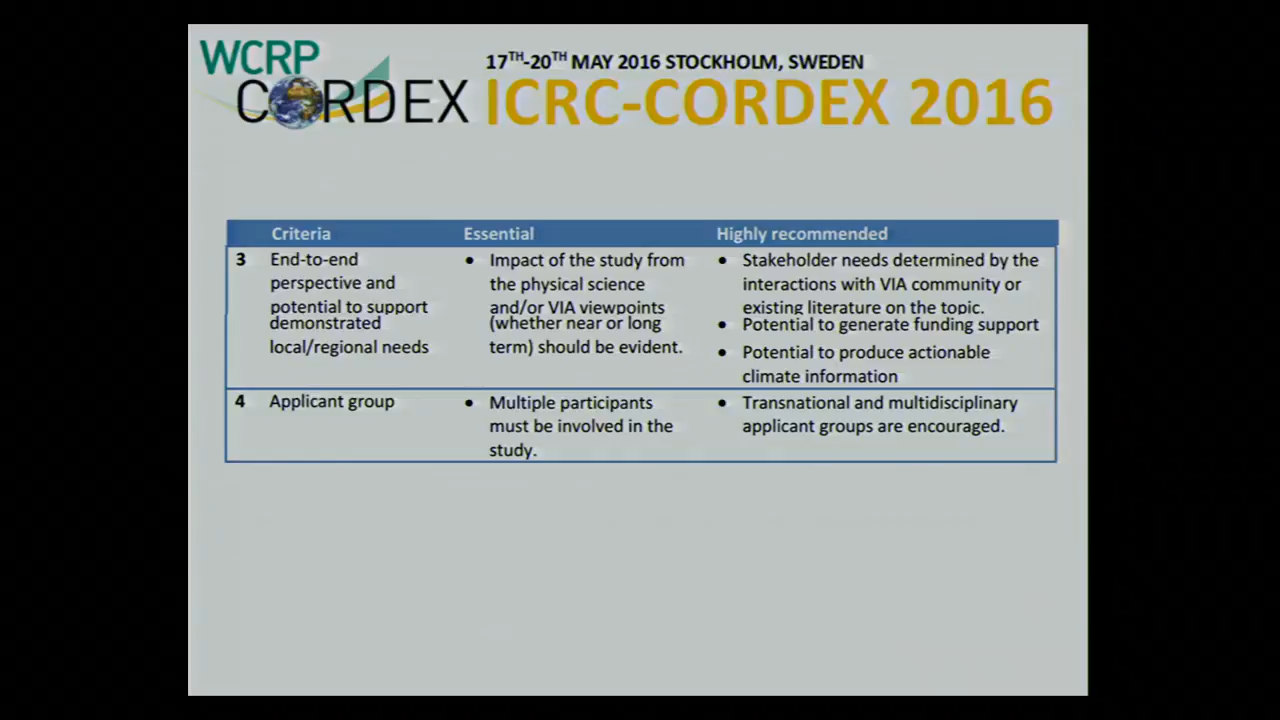 WCRP
CORDEX
17TH-20TH MAY 2016 STOCKHOLM, SWEDEN
ICRC-CORDEX 2016
Criteria Essential Highly recommended
3 End-to-end perspective and potential to support demonstrated local/regional needs
• Impact of the study from
the physical science
and/or VIA viewpoints
(whether near or long
term) should be evident.
• Stakeholder needs determined by the
interactions with VIA community or
existing literature on the topic.
• Potential to generate funding support
• Potential to produce actionable
climate information
4 Applicant group
• Multiple participants
must be involved in the
study.
• Transnational and multidisciplinary
applicant groups are encouraged.